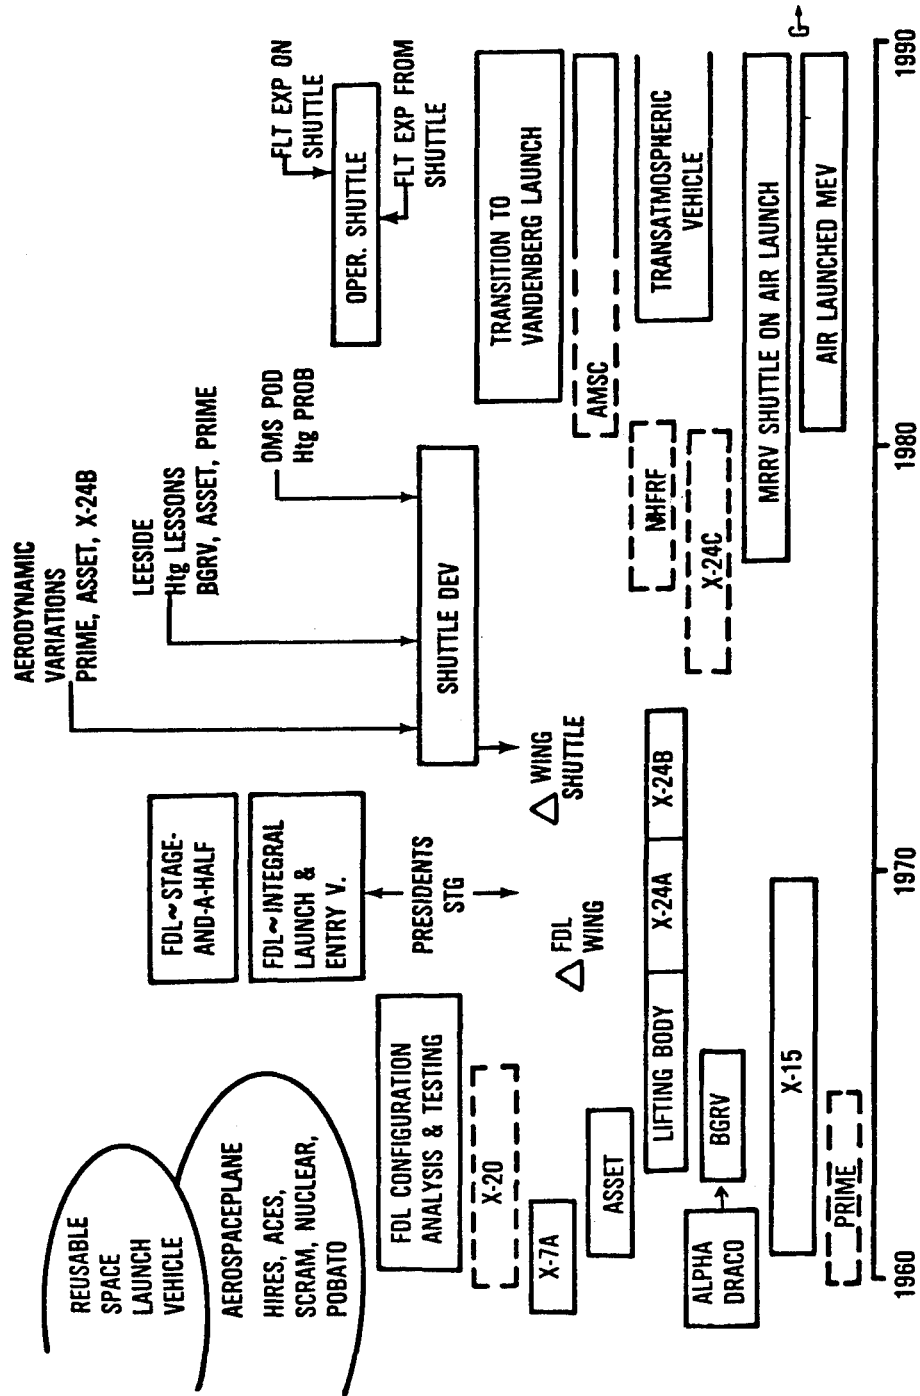 REUSABLE
SPACE
LAUNCH
VEHICLE
AEROSPACEPLANE
HIRES, ACES,
SCRAM, NUCLEAR,
POBATO
FDL~STAGE-
AND-A-HALF
FDL~INTEGRAL
LAUNCH &
ENTRY V.
PRESIDENTS
STG
AERODYNAMIC
VARIATIONS
PRIME, ASSET, X-24B
LEESIDE
Htg LESSONS
BGRV, ASSET, PRIME
OMS POD
Htg PROB
FLT EXP ON
SHUTTLE
OPER. SHUTTLE
FLT EXP FROM
SHUTTLE
FDL CONFIGURATION
ANALYSIS & TESTING
SHUTTLE DEV
X-20
TRANSITION TO
VANDENBERG LAUNCH
X-7A
Δ FDL
WING
Δ WING
SHUTTLE
ASSET
AMSC
LIFTING BODY
X-24A
X-24B
NHFRF
TRANSATMOSPHERIC
VEHICLE
ALPHA
DRACO
BGRV
X-24C
X-15
MRRV SHUTTLE ON AIR LAUNCH
PRIME
AIR LAUNCHED MEV
G
1960
1970
1980
1990